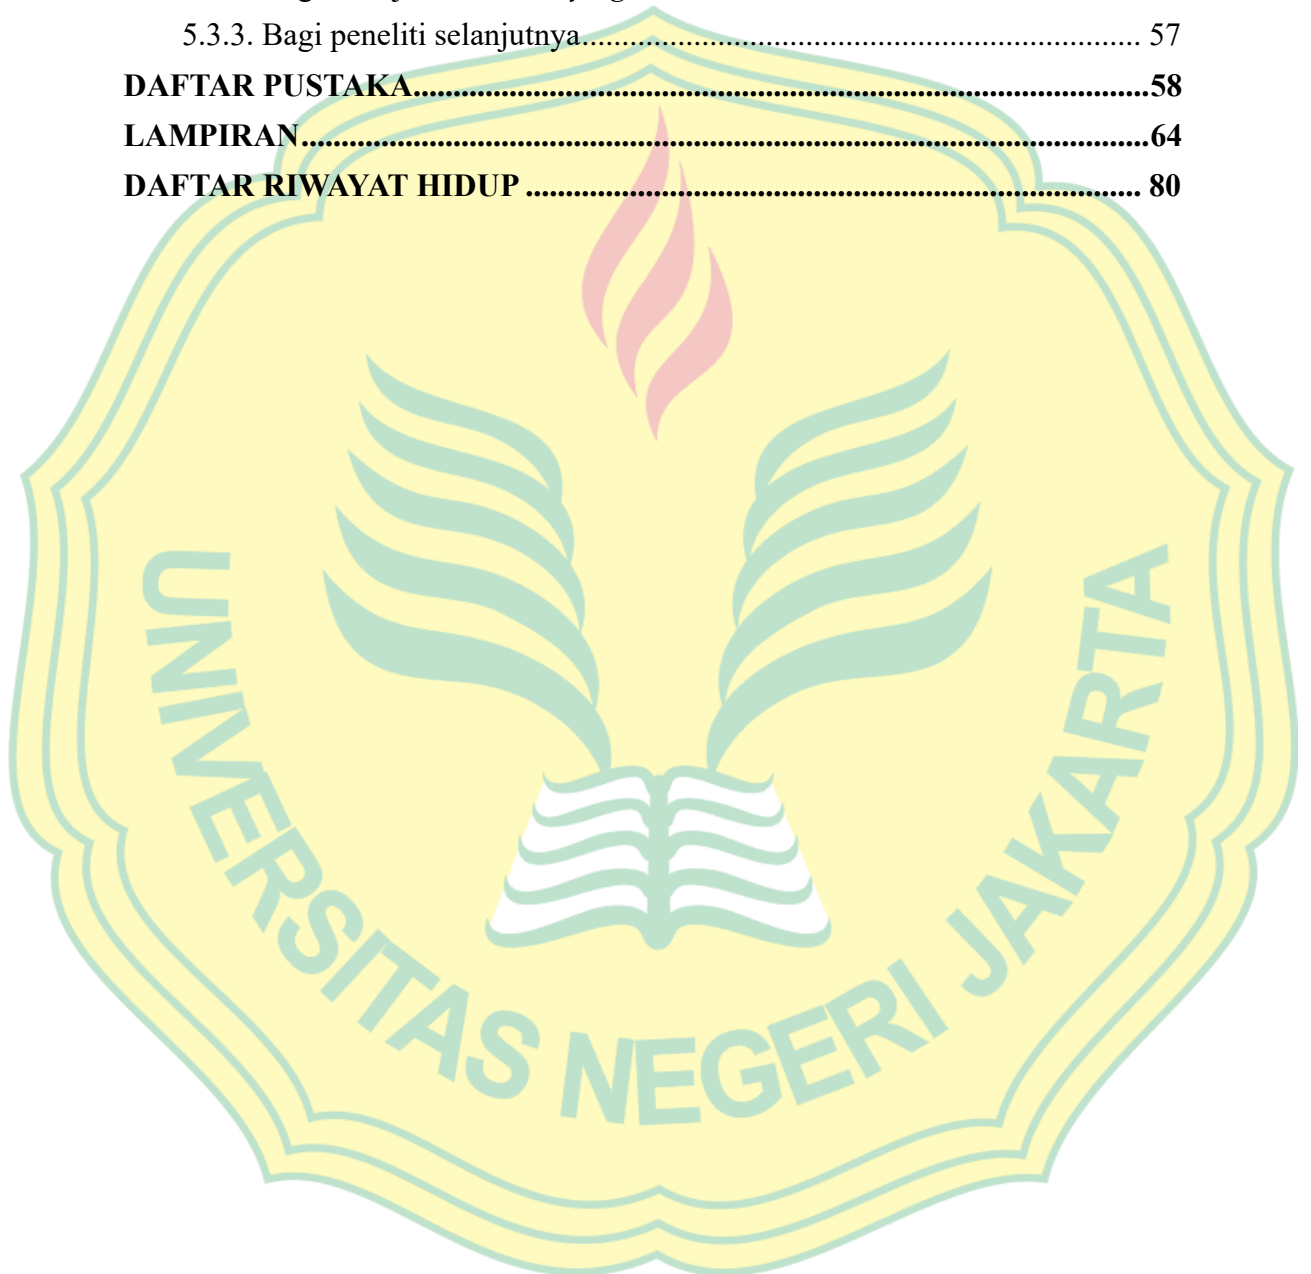 5.3.3. Bagi peneliti selanjutnya........................................................................ 57
DAFTAR PUSTAKA............................................................................................58
LAMPIRAN..........................................................................................................64
DAFTAR RIWAYAT HIDUP ............................................................................. 80
UNIVERSITAS NEGERI JAKARTA